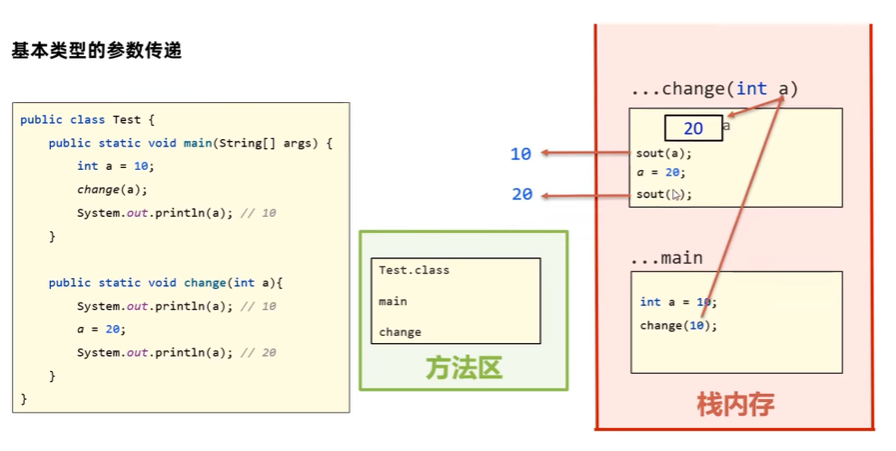 基本类型的参数传递
public class Test {
public static void main(String[] args) {
int a = 10;
change(a);
System.out.println(a); // 10
}
public static void change(int a){
System.out.println(a); // 10
a = 20;
System.out.println(a); // 20
}
}
Test.class
main
change
方法区
10
20
...change(int a)
20 a
sout(a);
a = 20;
sout( );
...main
int a = 10;
change(10);
栈内存